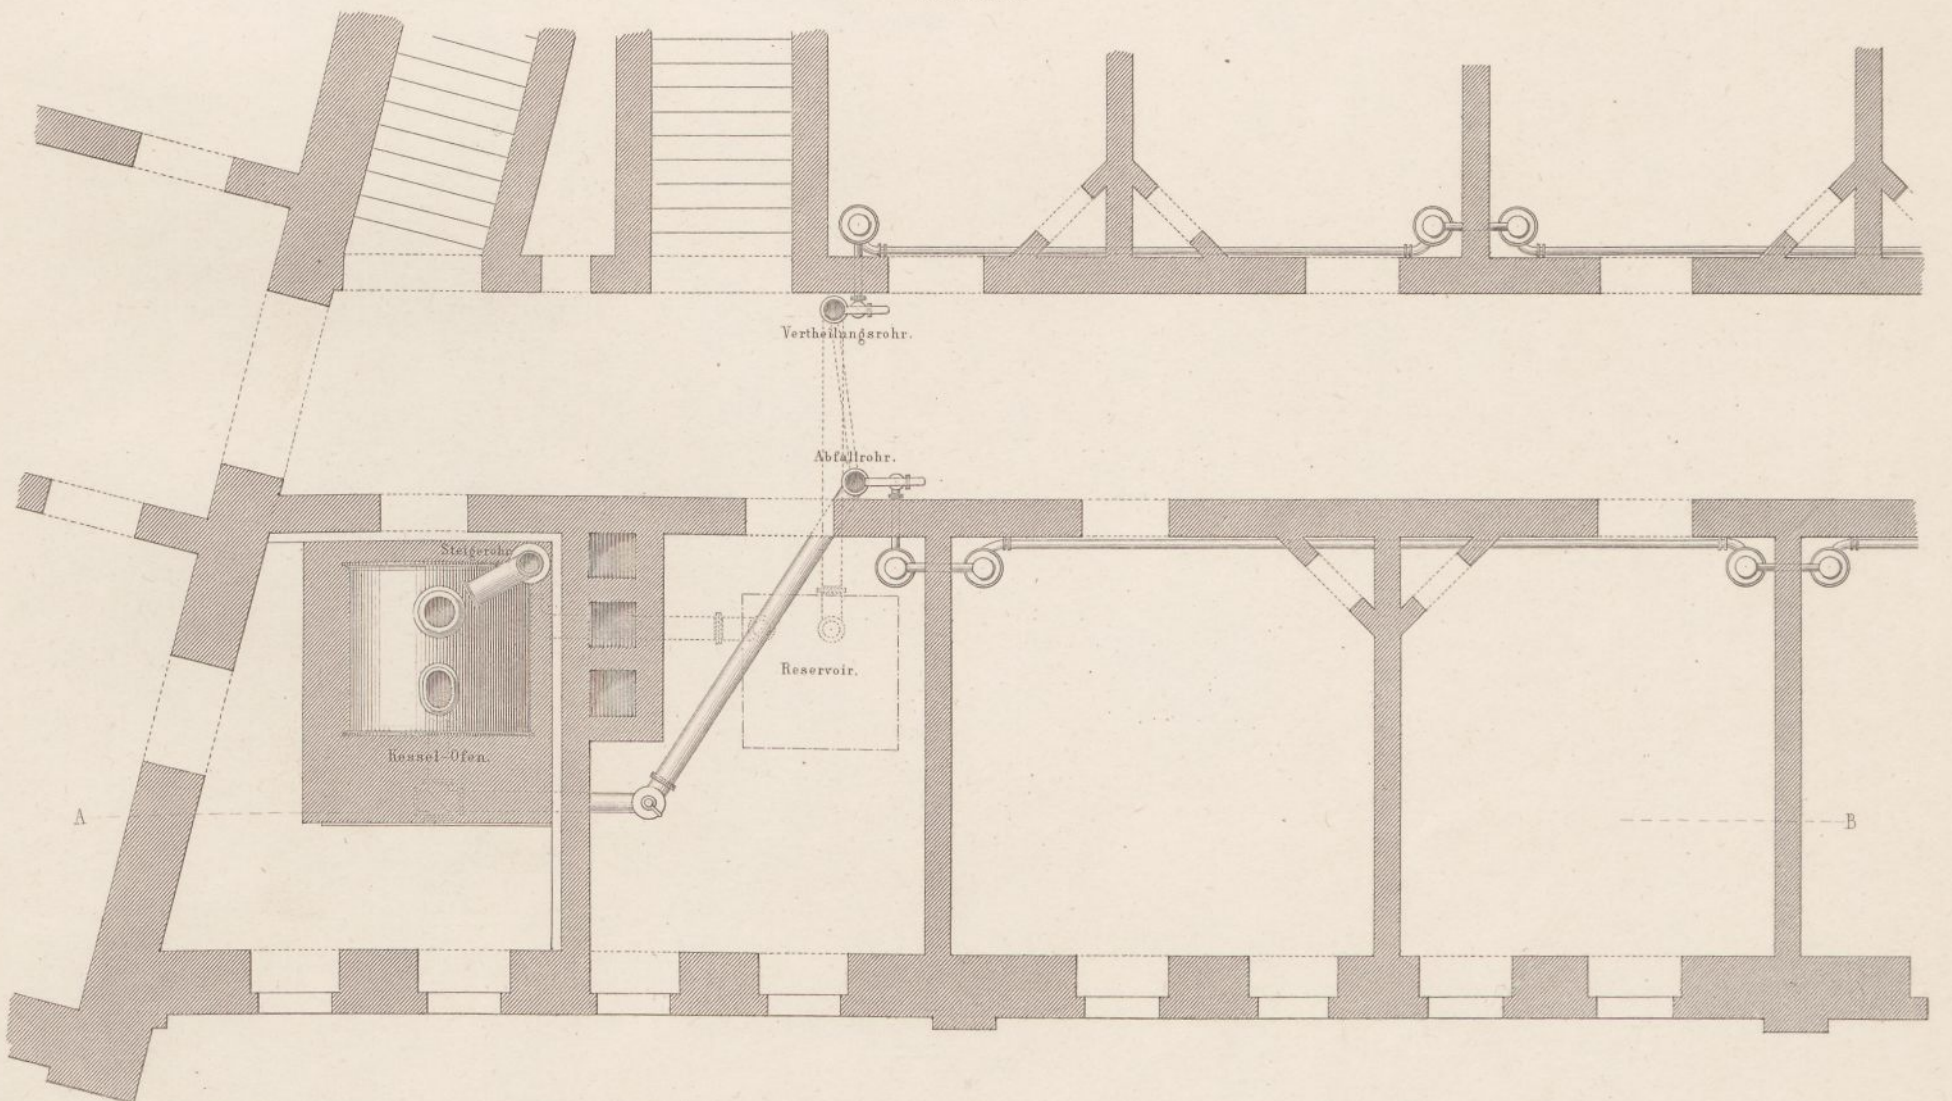 Vertheilungsrohr.
Abfallrohr.
Steigerohr.
Reservoir.
Kessel-Ofen.
A
B